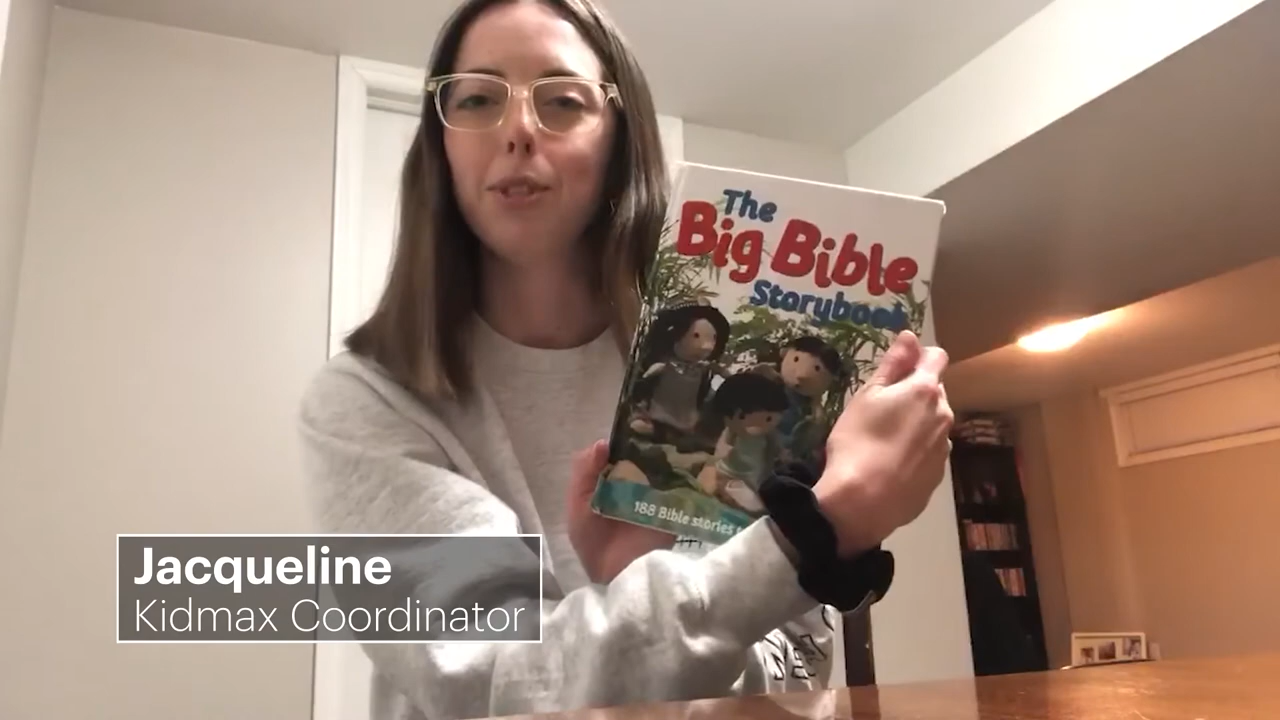 The
Big Bible
Storybook
188 Bible stories
Jacqueline
Kidmax Coordinator